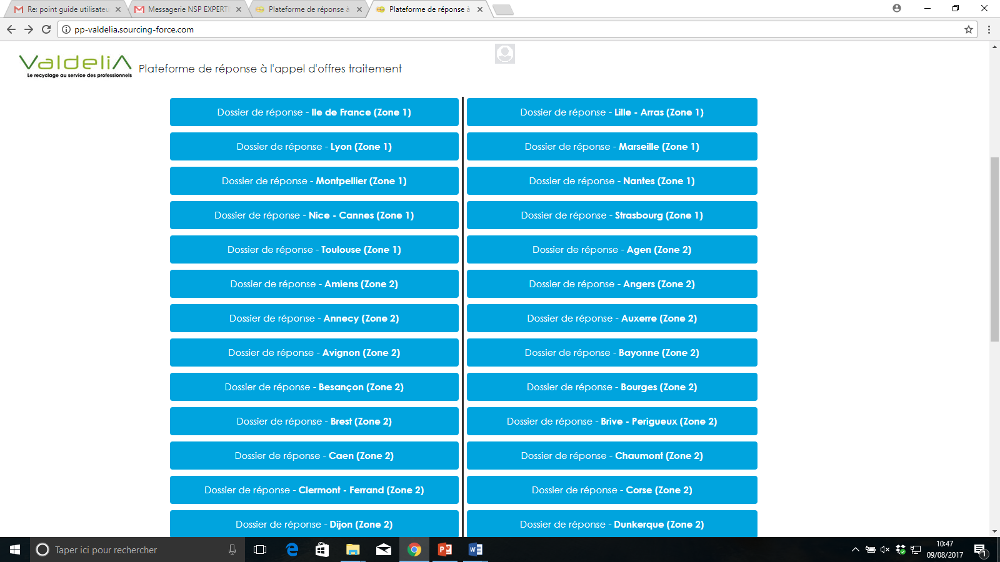 Re: point guide utilisateu
Messagerie NSP EXPERTI
Plateforme de réponse à
Plateforme de réponse à
pp-valdelia.sourcing-force.com
ValdeliA
Le recyclage au service des professionnels
Plateforme de réponse à l'appel d'offres traitement
Dossier de réponse - Ile de France (Zone 1)
Dossier de réponse - Lille - Arras (Zone 1)
Dossier de réponse - Lyon (Zone 1)
Dossier de réponse - Marseille (Zone 1)
Dossier de réponse - Montpellier (Zone 1)
Dossier de réponse - Nantes (Zone 1)
Dossier de réponse - Nice - Cannes (Zone 1)
Dossier de réponse - Strasbourg (Zone 1)
Dossier de réponse - Toulouse (Zone 1)
Dossier de réponse - Agen (Zone 2)
Dossier de réponse - Amiens (Zone 2)
Dossier de réponse - Angers (Zone 2)
Dossier de réponse - Annecy (Zone 2)
Dossier de réponse - Auxerre (Zone 2)
Dossier de réponse - Avignon (Zone 2)
Dossier de réponse - Bayonne (Zone 2)
Dossier de réponse - Besançon (Zone 2)
Dossier de réponse - Bourges (Zone 2)
Dossier de réponse - Brest (Zone 2)
Dossier de réponse - Brive - Perigueux (Zone 2)
Dossier de réponse - Caen (Zone 2)
Dossier de réponse - Chaumont (Zone 2)
Dossier de réponse - Clermont - Ferrand (Zone 2)
Dossier de réponse - Corse (Zone 2)
Dossier de réponse - Dijon (Zone 2)
Dossier de réponse - Dunkerque (Zone 2)
Taper ici pour rechercher
10:47
09/08/2017
1